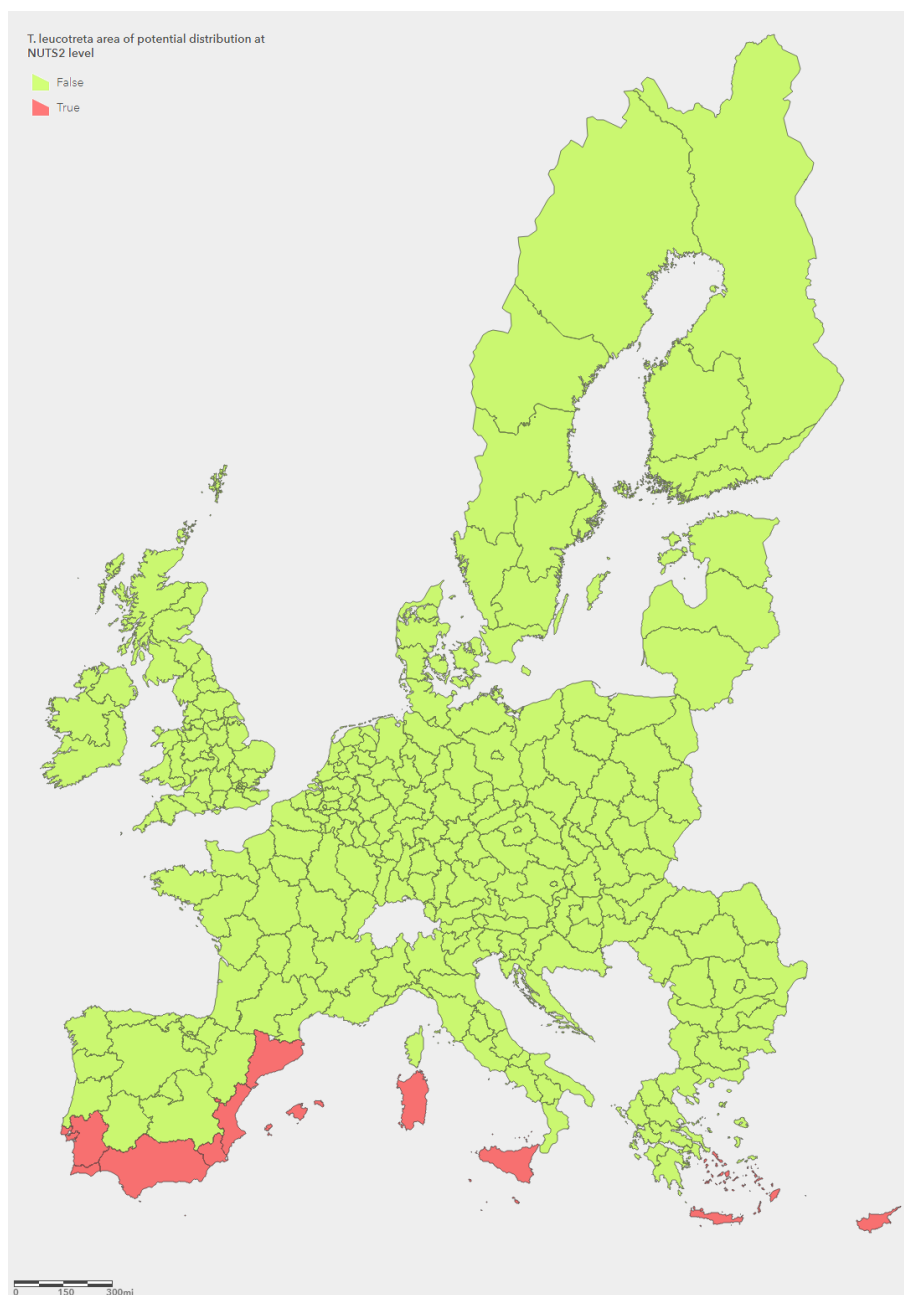 T. leucotreta area of potential distribution at
NUTS2 level
False
True
0 150 300mi